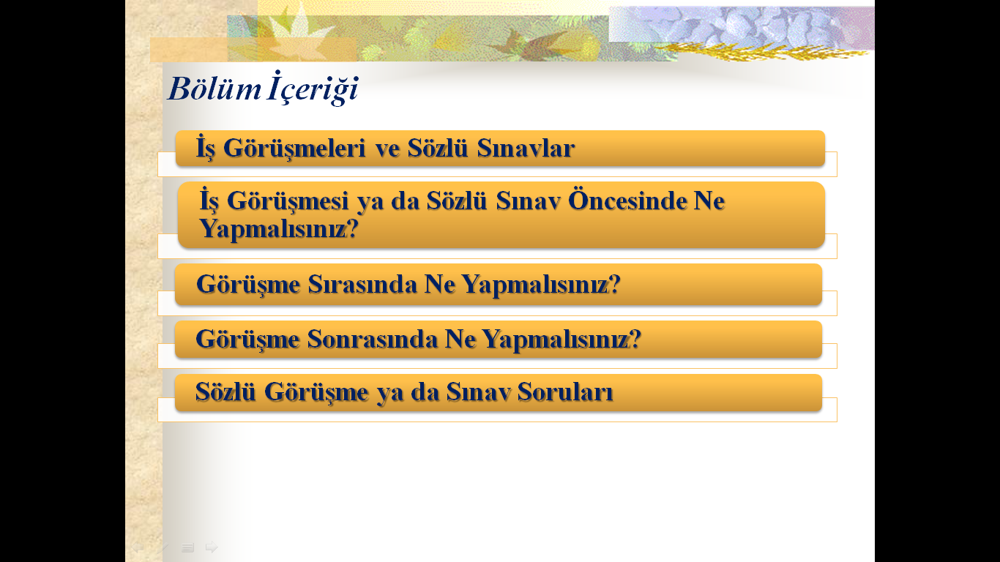 Bölüm İçeriği
İş Görüşmeleri ve Sözlü Sınavlar
İş Görüşmesi ya da Sözlü Sınav Öncesinde Ne
Yapmalısınız?
Görüşme Sırasında Ne Yapmalısınız?
Görüşme Sonrasında Ne Yapmalısınız?
Sözlü Görüşme ya da Sınav Soruları